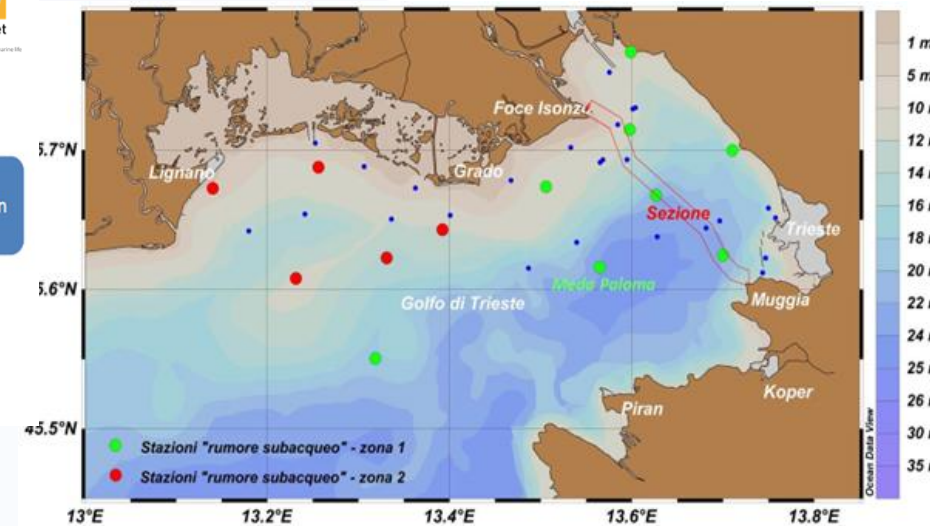 et
n
Foce Isonzo
5.7°N
Lignano
Grado
Sezione
Trieste
Meda Paloma
5.6°N
Golfo di Trieste
Muggia
Koper
Piran
45.5°N
Stazioni "rumore subacqueo" - zona 1
Stazioni "rumore subacqueo" - zona 2
13°E
13.2°E
13.4°E
13.6°E
13.8°E
Ocean Data View
1 m
5 m
10 m
12 m
14 m
16 m
18 m
20 m
22 m
24 m
25 m
26 m
30 m
35 m